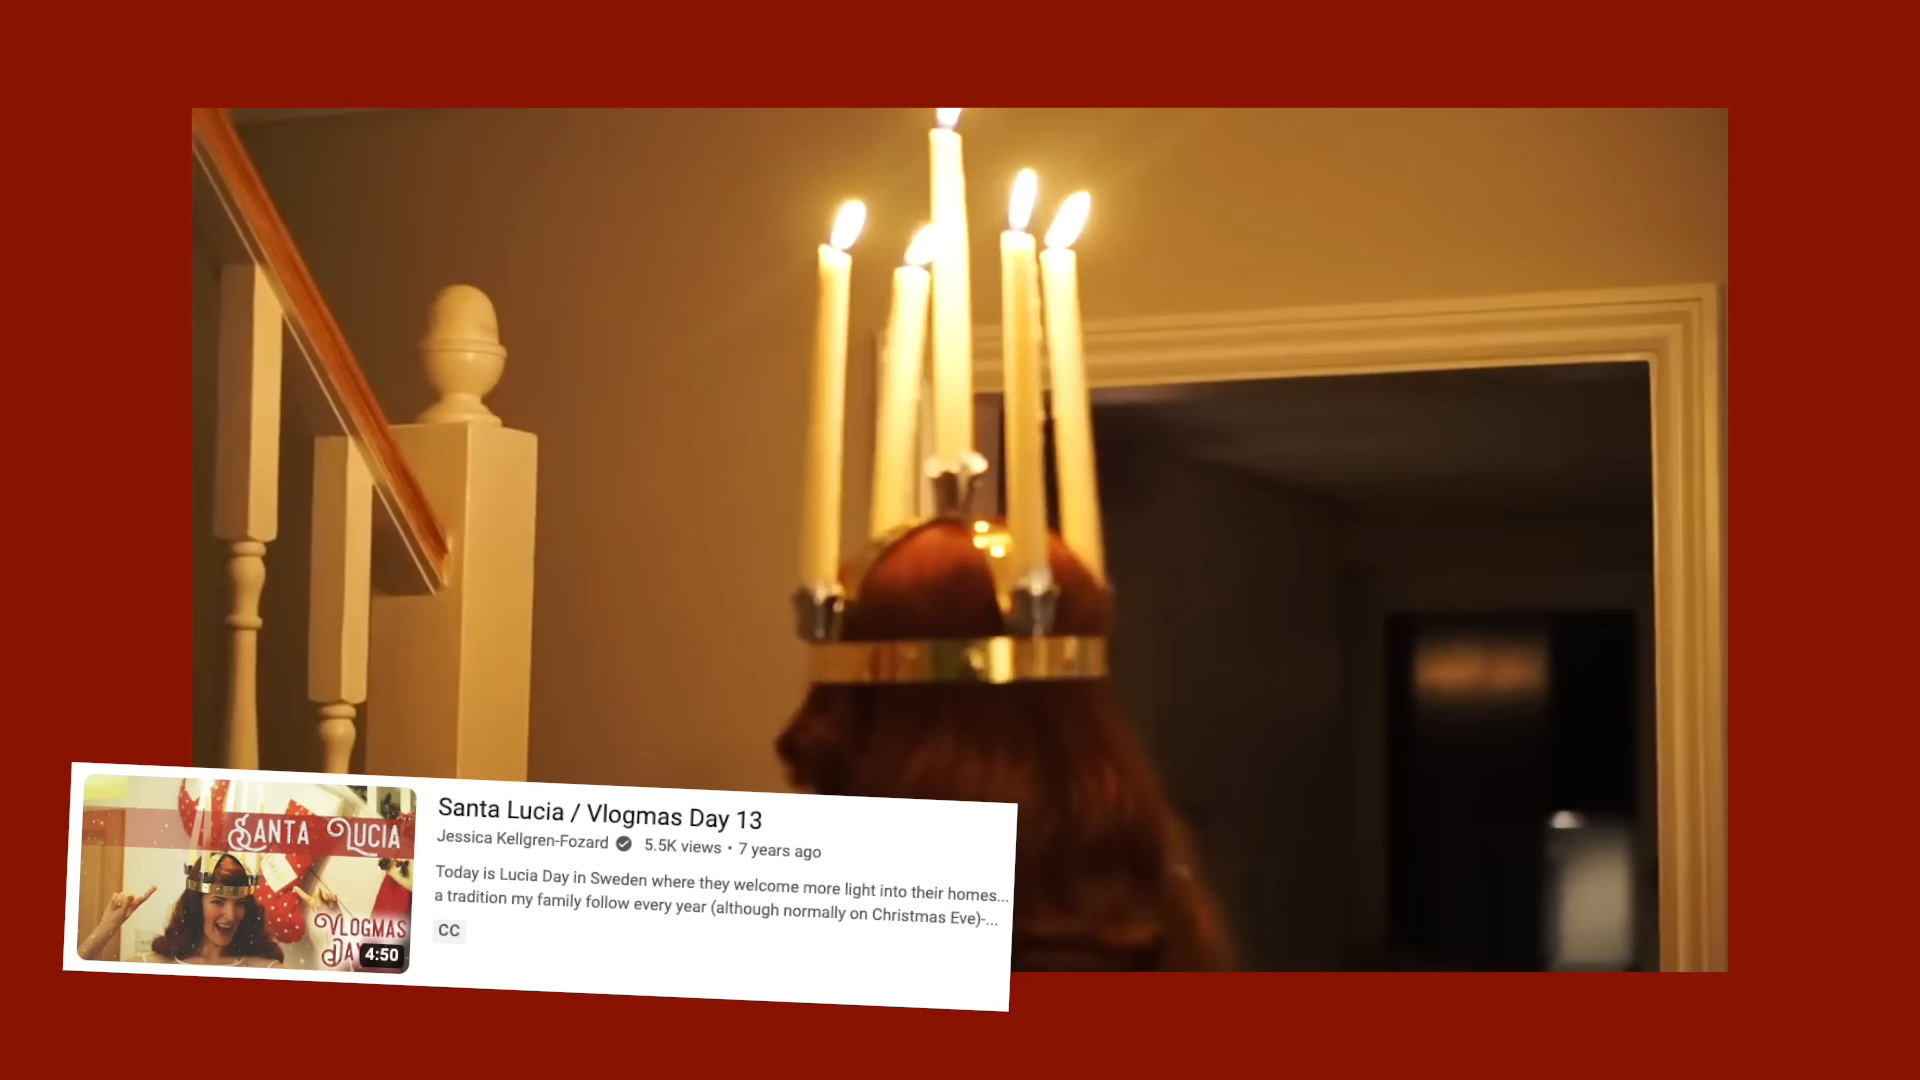 SANTA LUCIA
VLOGMAS
DA
4:50
Santa Lucia / Vlogmas Day 13
Jessica Kellgren-Fozard 5.5K views • 7 years ago
Today is Lucia Day in Sweden where they welcome more light into their homes...
a tradition my family follow every year (although normally on Christmas Eve)-...
CC